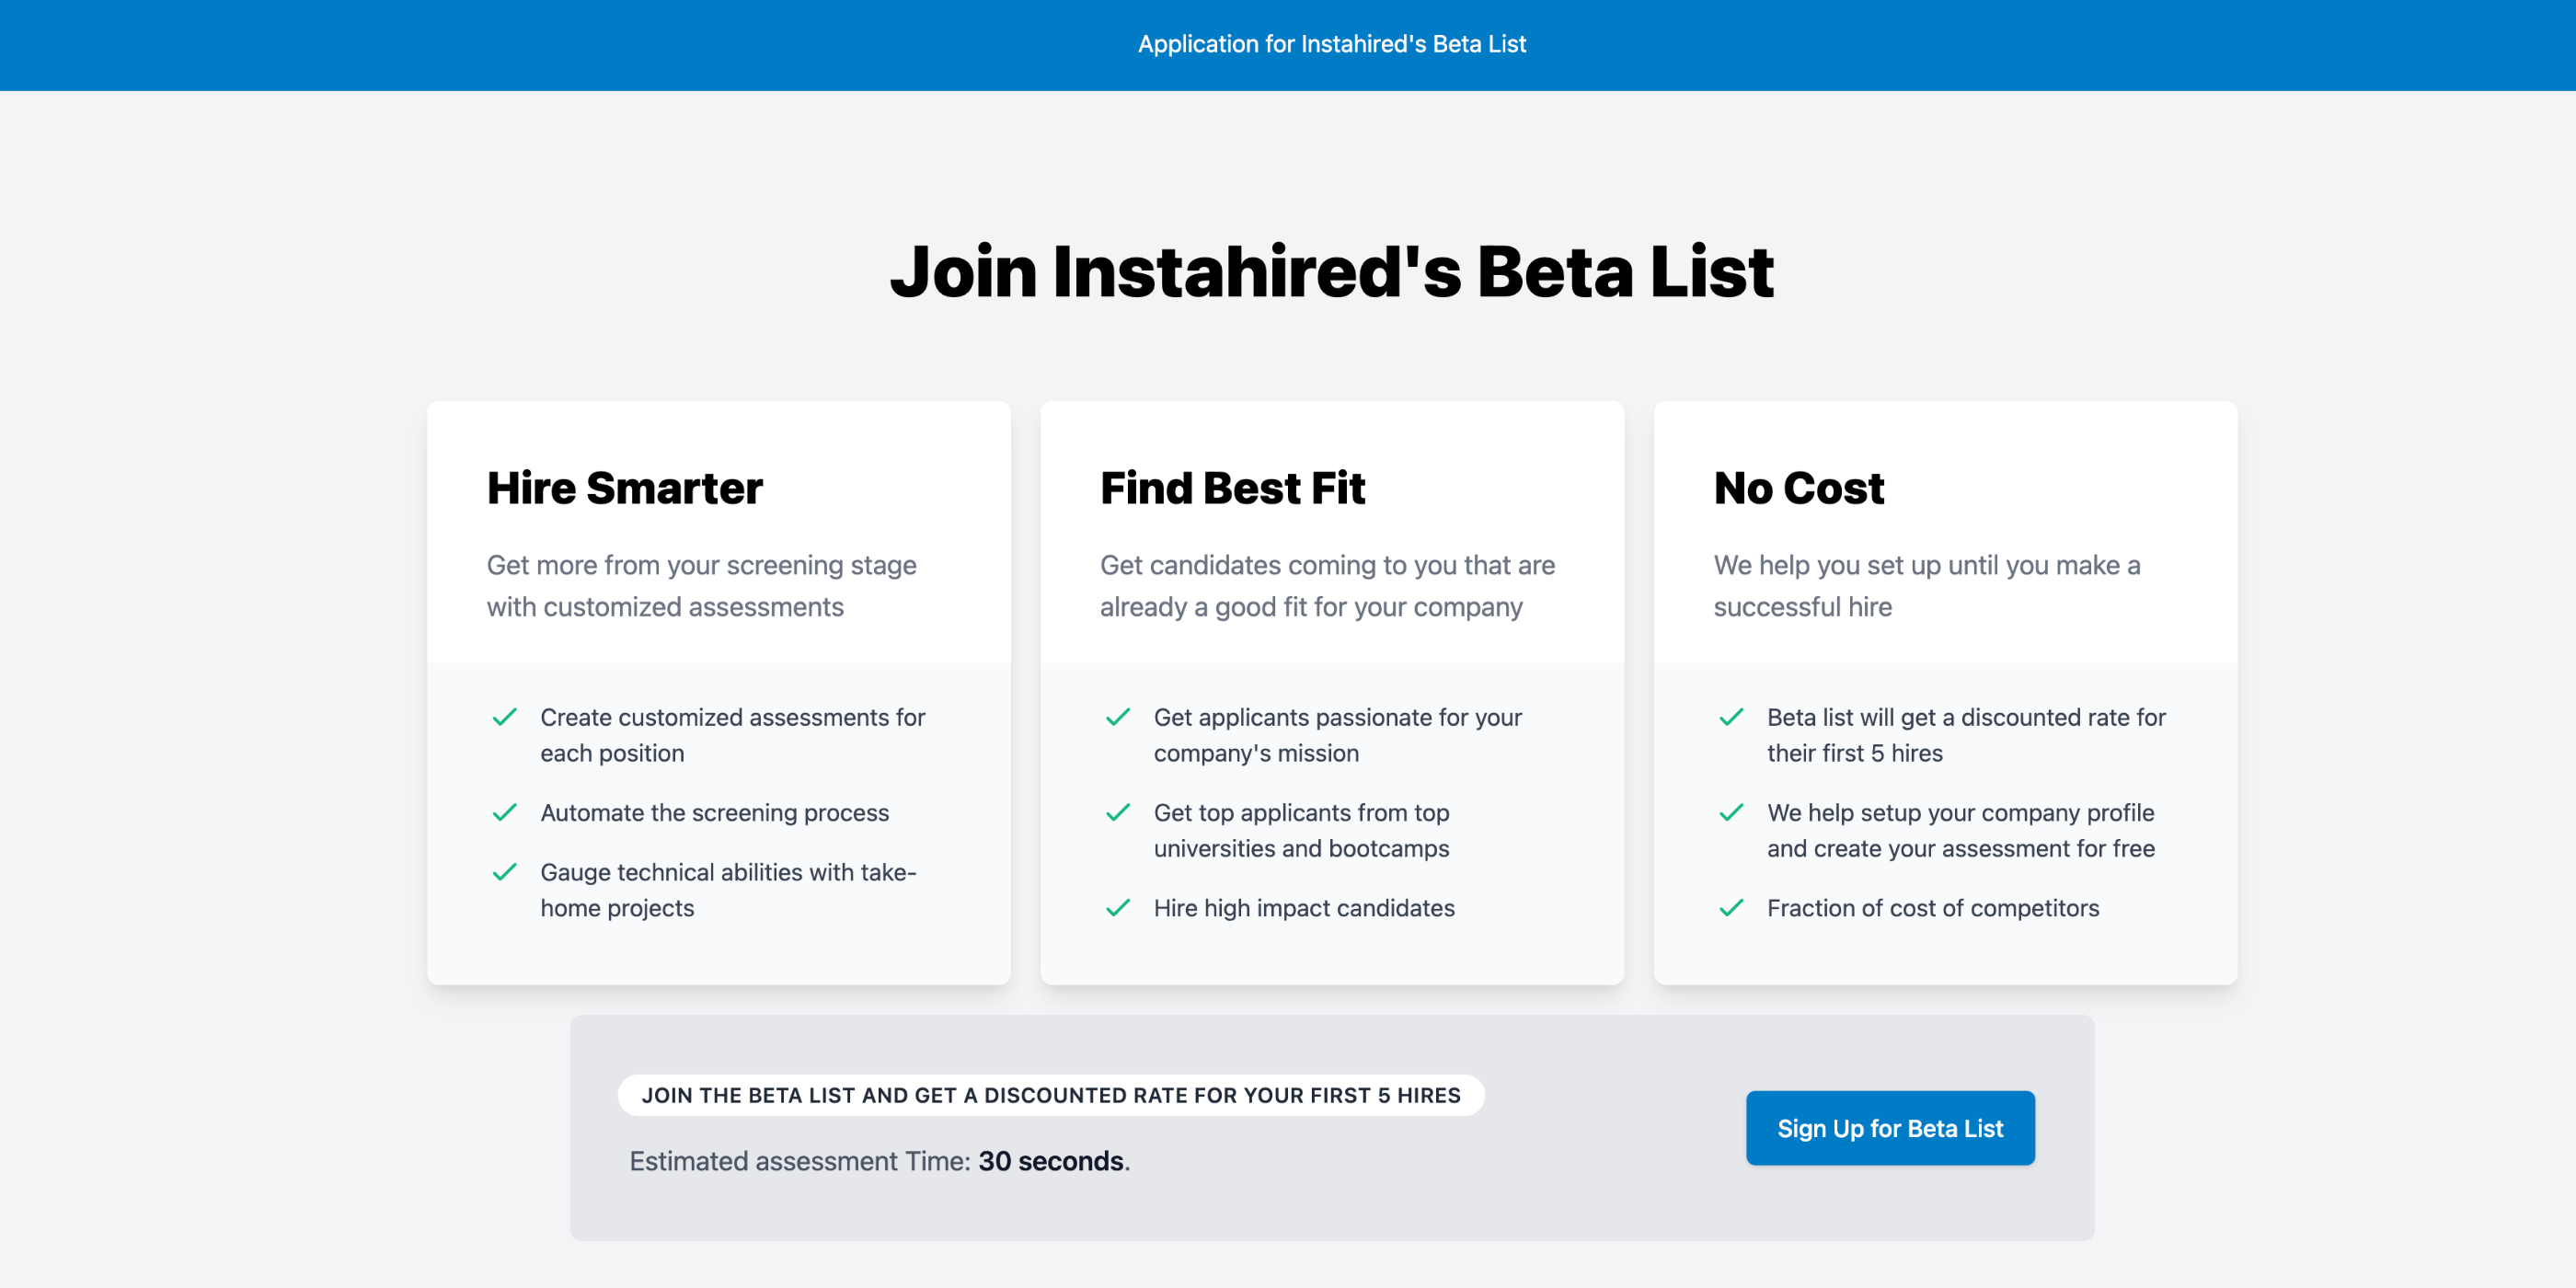 Application for Instahired's Beta List
Join Instahired's Beta List
Hire Smarter
Get more from your screening stage
with customized assessments
Create customized assessments for
each position
Automate the screening process
Gauge technical abilities with take-
home projects
Find Best Fit
Get candidates coming to you that are
already a good fit for your company
Get applicants passionate for your
company's mission
Get top applicants from top
universities and bootcamps
Hire high impact candidates
No Cost
We help you set up until you make a
successful hire
Beta list will get a discounted rate for
their first 5 hires
We help setup your company profile
and create your assessment for free
Fraction of cost of competitors
JOIN THE BETA LIST AND GET A DISCOUNTED RATE FOR YOUR FIRST 5 HIRES
Estimated assessment Time: 30 seconds.
Sign Up for Beta List